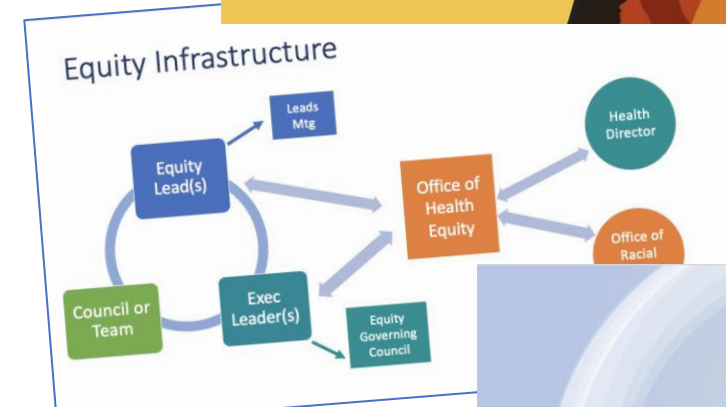 Equity Infrastructure
Leads
Mtg
Equity
Lead(s)
Health
Director
Office of
Health
Equity
Office of
Racial
Council or
Team
Exec
Leader(s)
Equity
Governing
Council